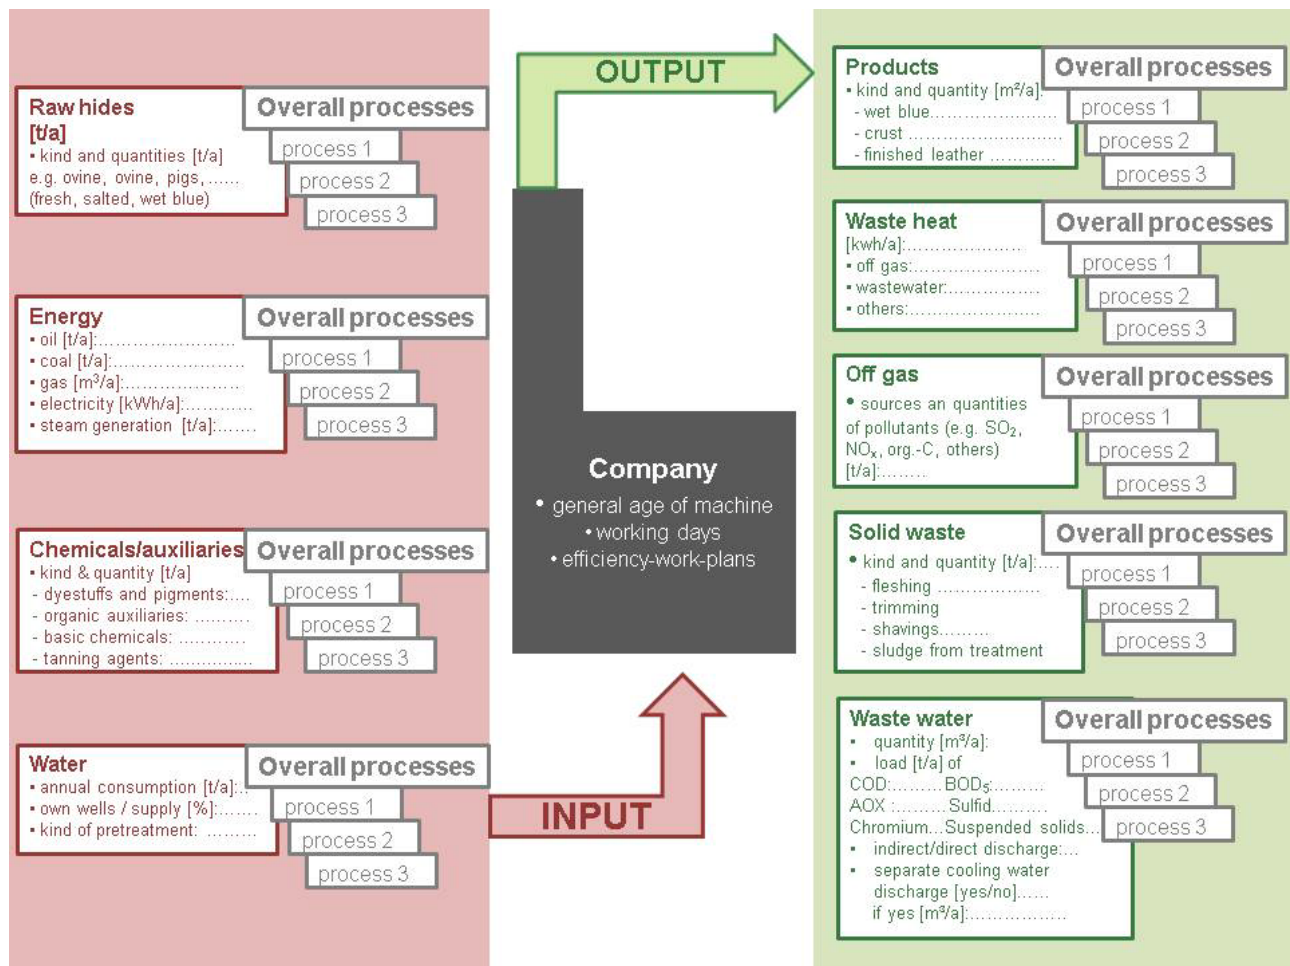 Raw hides
[t/a]
▪ kind and quantities [t/a]
e.g. ovine, ovine, pigs, ......
(fresh, salted, wet blue)
Overall processes
process 1
process 2
process 3
Energy
▪ oil [t/a]:........................
▪ coal [t/a]:......................
▪ gas [m³/a]:....................
▪ electricity [kWh/a]:............
▪ steam generation [t/a]:.......
Overall processes
process 1
process 2
process 3
Chemicals/auxiliaries
▪ kind & quantity [t/a]
- dyestuffs and pigments:....
- organic auxiliaries: ..........
- basic chemicals: ............
- tanning agents: ...............
Overall processes
process 1
process 2
process 3
Water
▪ annual consumption [t/a]:..
▪ own wells / supply [%]:.......
▪ kind of pretreatment: .........
Overall processes
process 1
process 2
process 3
OUTPUT
Company
• general age of machine
• working days
• efficiency-work-plans
INPUT
Products
▪ kind and quantity [m²/a]:
- wet blue.......................
- crust ............................
- finished leather ............
Overall processes
process 1
process 2
process 3
Waste heat
[kwh/a]:.....................
▪ off gas:.......................
▪ wastewater:.................
▪ others:........................
Overall processes
process 1
process 2
process 3
Off gas
• sources an quantities
of pollutants (e.g. SO₂,
NOₓ, org.-C, others)
[t/a]:........
Overall processes
process 1
process 2
process 3
Solid waste
• kind and quantity [t/a]:....
- fleshing ...................
- trimming
- shavings.........
- sludge from treatment
Overall processes
process 1
process 2
process 3
Waste water
▪ quantity [m³/a]:
▪ load [t/a] of
COD:......... BOD₅:.........
AOX :......... Sulfid..........
Chromium...Suspended solids...
▪ indirect/direct discharge:...
▪ separate cooling water
discharge [yes/no]......
if yes [m³/a]:..................
Overall processes
process 1
process 2
process 3